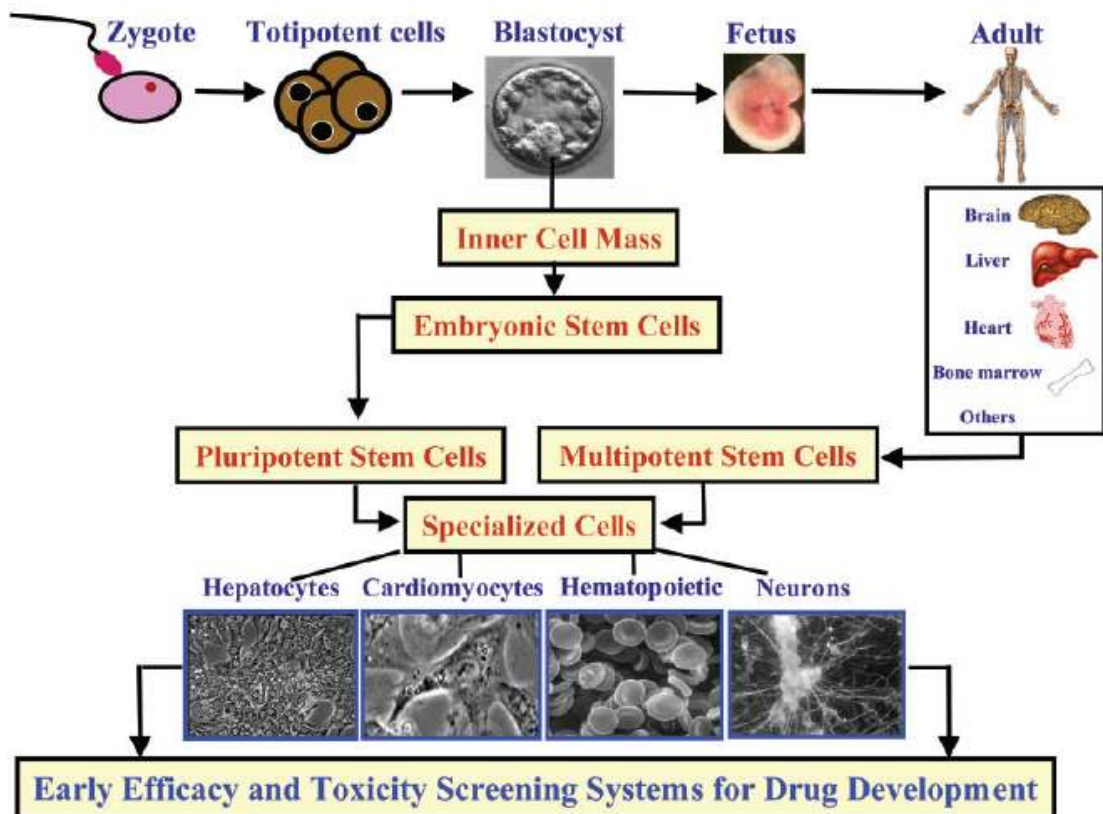 Zygote
Totipotent cells
Blastocyst
Fetus
Adult
Brain
Liver
Heart
Bone marrow
Others
Inner Cell Mass
Embryonic Stem Cells
Pluripotent Stem Cells
Multipotent Stem Cells
Specialized Cells
Hepatocytes
Cardiomyocytes
Hematopoietic
Neurons
Early Efficacy and Toxicity Screening Systems for Drug Development